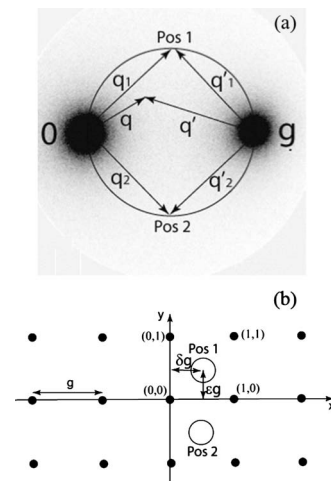 (a)
Pos 1
q₁ q'₁
q q'
0 g
q₂ q'₂
Pos 2
(b)
y
(0,1) (1,1)
Pos 1
δg
g εg
(0,0) (1,0)
x
Pos 2